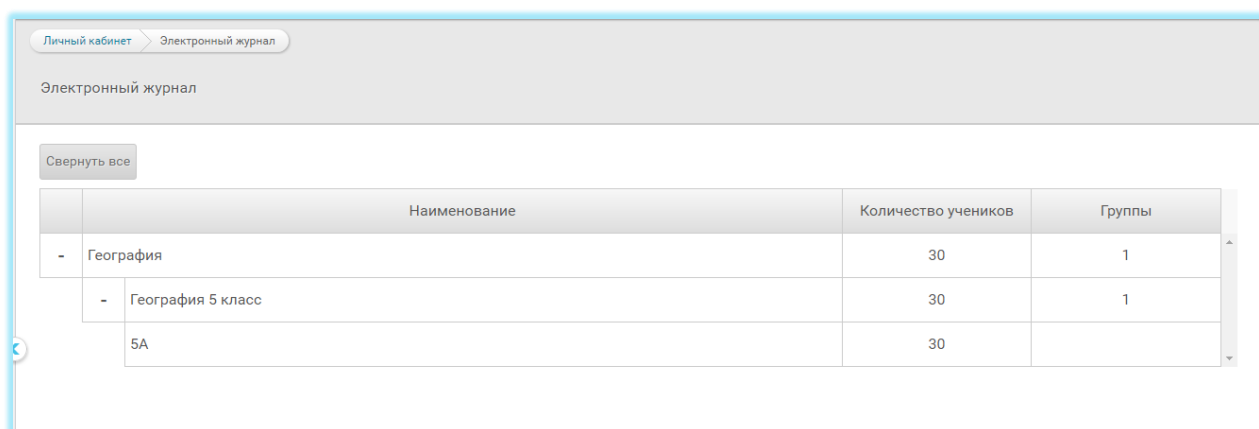 Личный кабинет Электронный журнал
Электронный журнал
Свернуть все
Наименование Количество учеников Группы
- География 30 1
- География 5 класс 30 1
5А 30